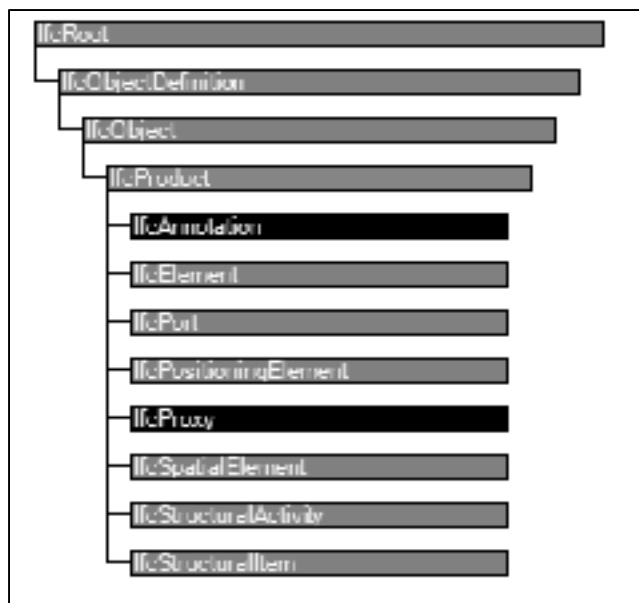 IfcRoot
IfcObjectDefinition
IfcObject
IfcProduct
IfcAnnotation
IfcElement
IfcPort
IfcPositioningElement
IfcProxy
IfcSpatialElement
IfcStructuralActivity
IfcStructuralItem